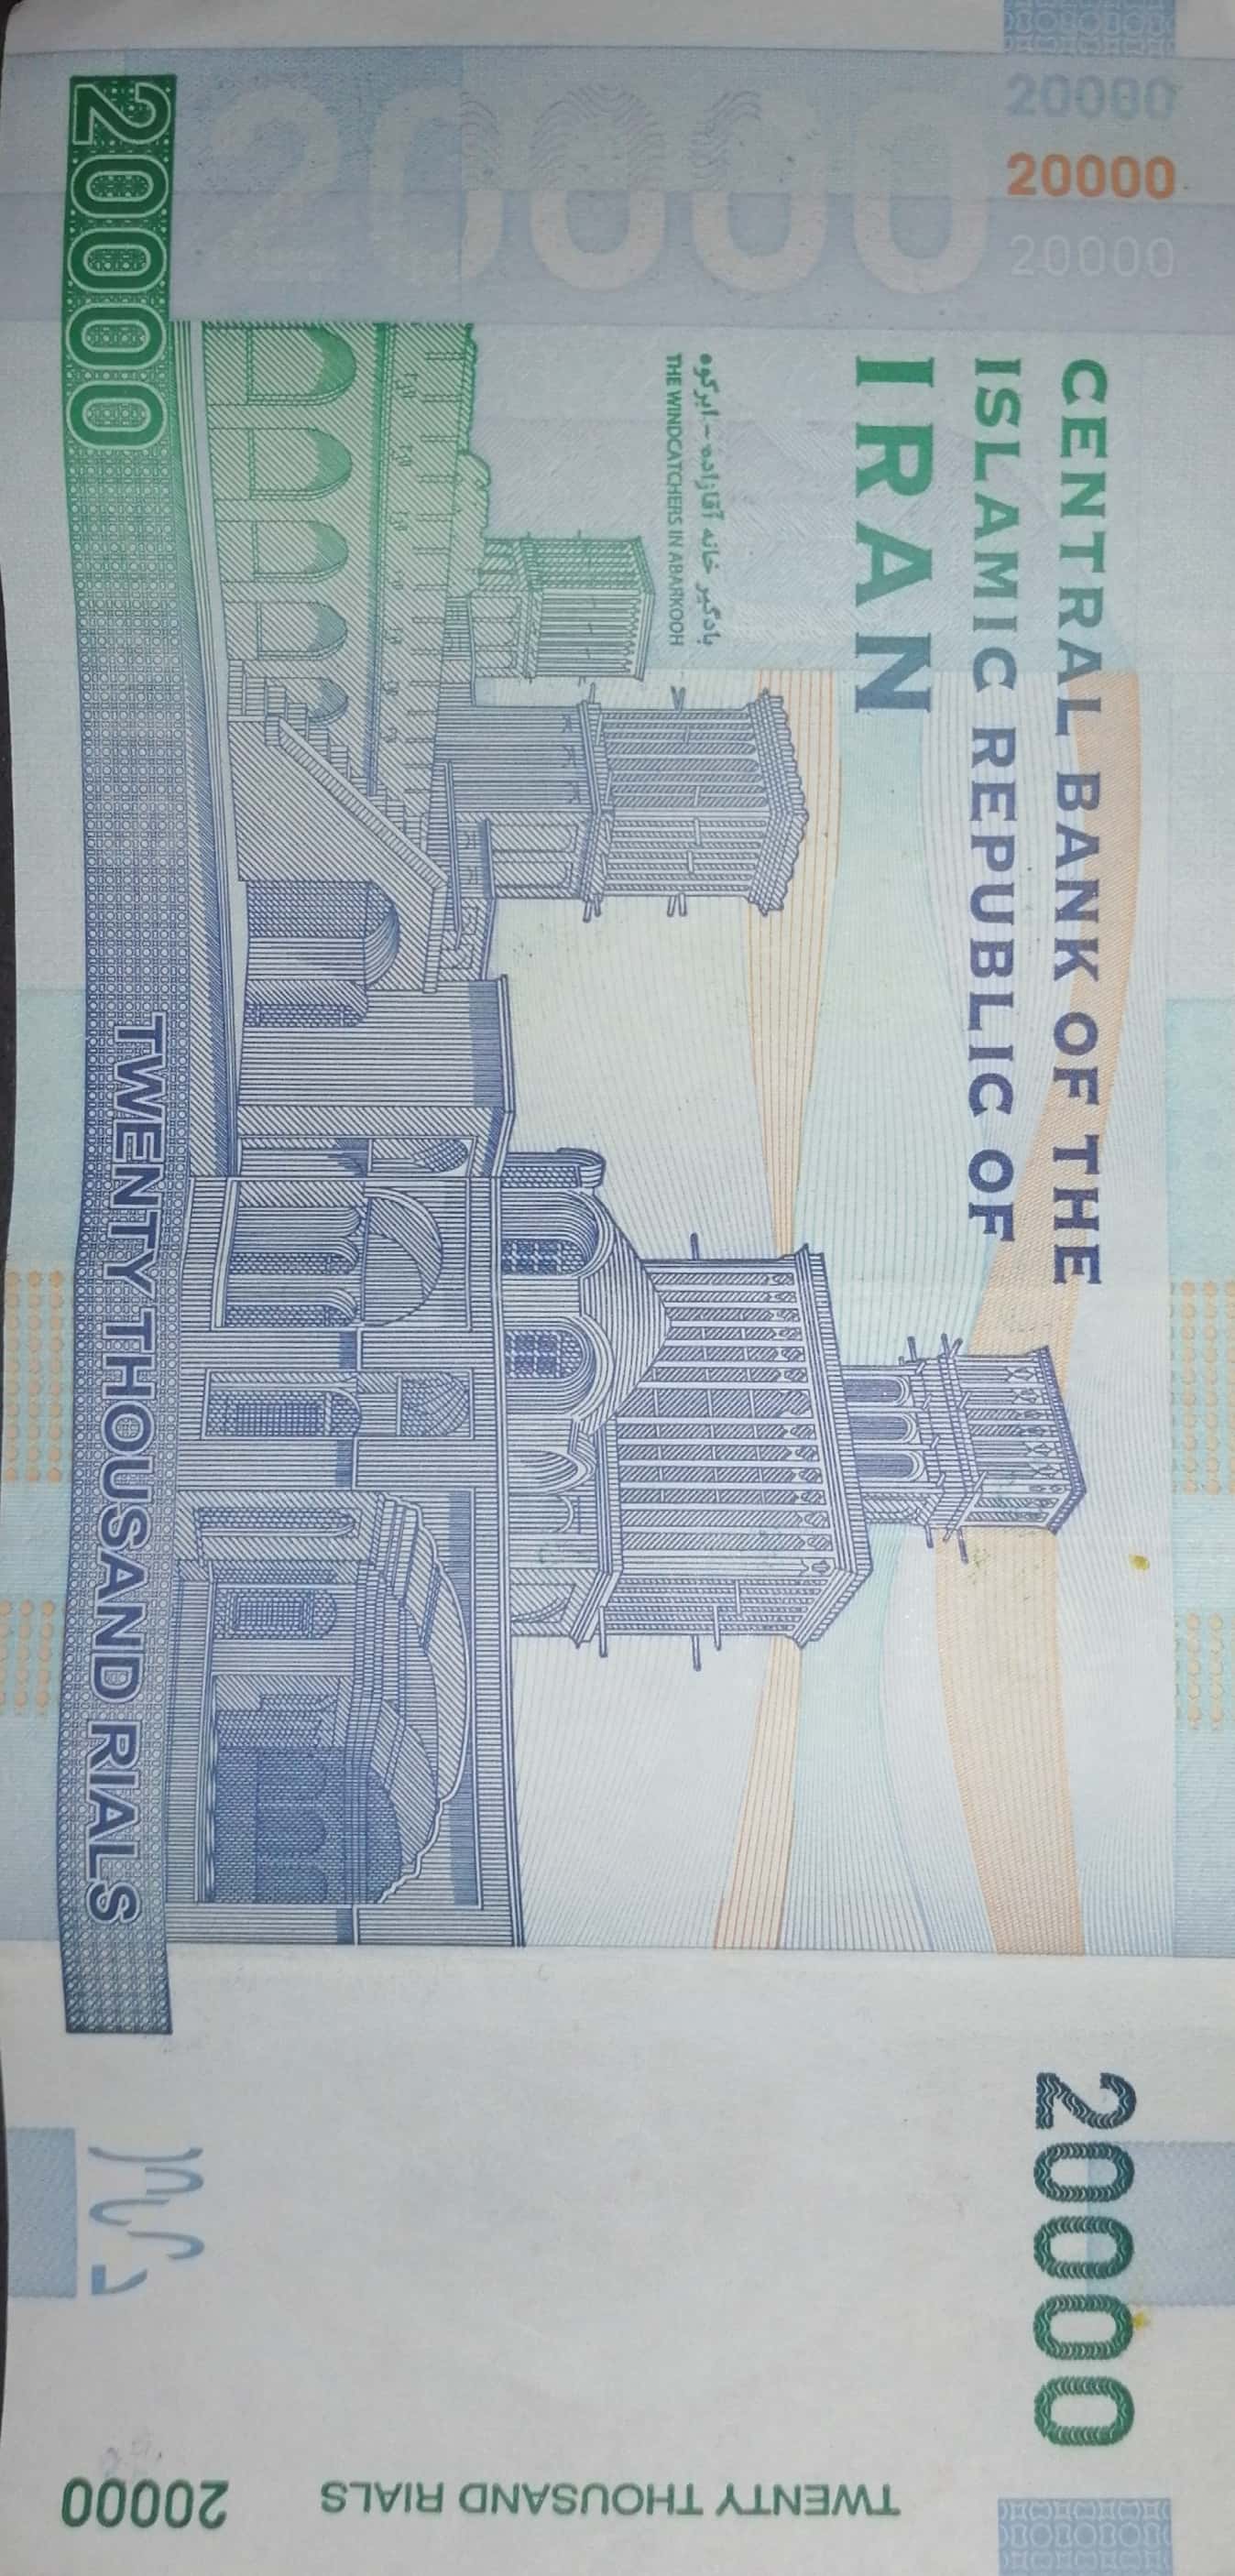 20000
20000
20000
20000
CENTRAL BANK OF THE
ISLAMIC REPUBLIC OF
IRAN
20000
بادگیر خانه آقازاده - ابرکوه
THE WINDCATCHERS IN ABARKOOH
20000
TWENTY THOUSAND RIALS
TWENTY THOUSAND RIALS 20000